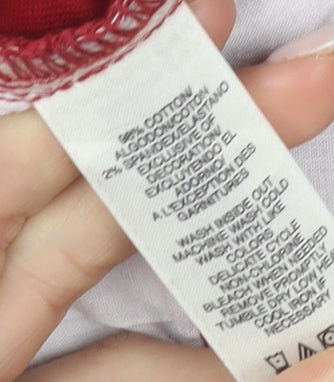 98% COTTON/
ALGODON/COTON
2% SPANDEX/ELASTANO
EXCLUSIVE OF
DECORATION/
EXCLUYENDO EL
ADORNO/
A L'EXCEPTION DES
GARNITURES
WASH INSIDE OUT
MACHINE WASH COLD
WASH WITH LIKE
COLORS
DELICATE CYCLE
NON-CHLORINE
BLEACH WHEN NEEDED
REMOVE PROMPTLY
TUMBLE DRY LOW HEA
COOL IRON IF
NECESSARY